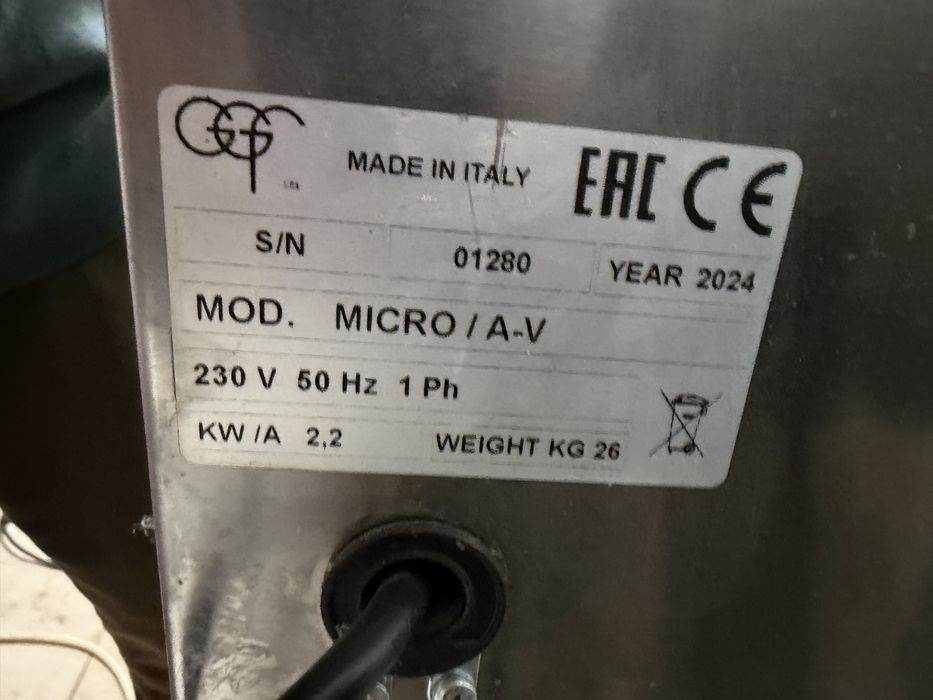 GGF
MADE IN ITALY
EAC CE
S/N 01280 YEAR 2024
MOD. MICRO / A-V
230 V 50 Hz 1 Ph
KW /A 2,2 WEIGHT KG 26